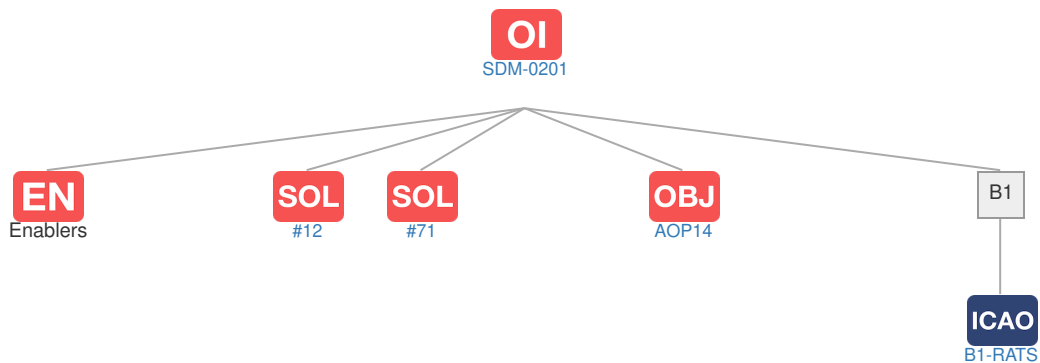 OI
SDM-0201
EN
Enablers
SOL
#12
SOL
#71
OBJ
AOP14
B1
ICAO
B1-RATS